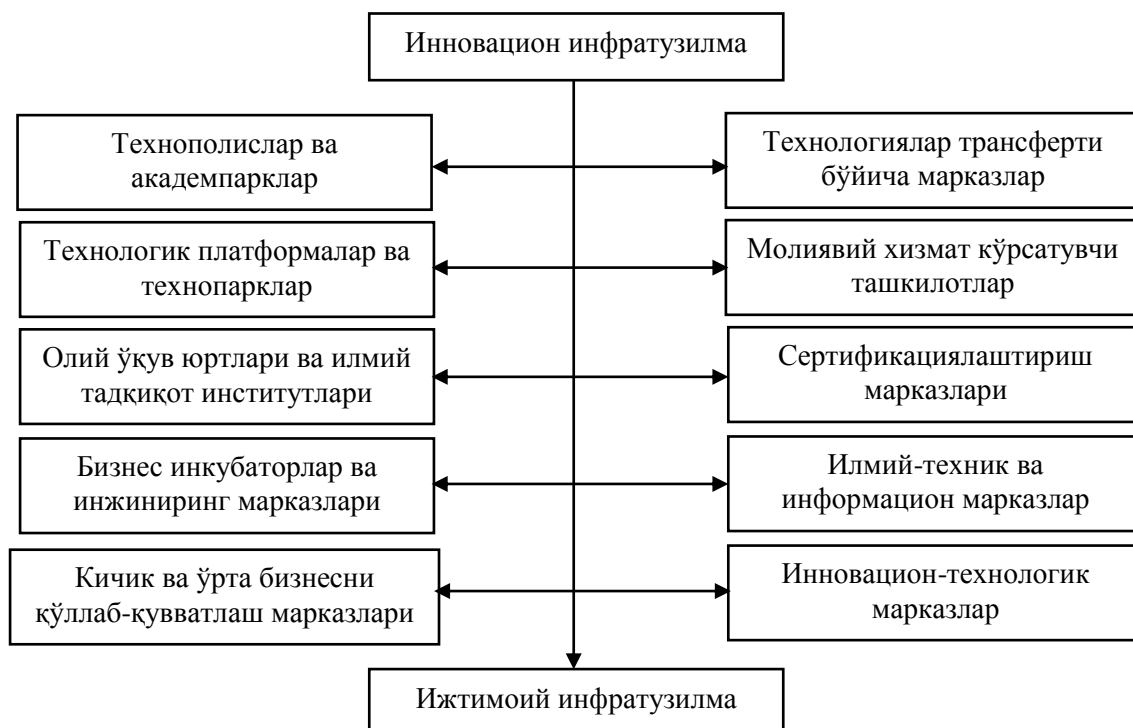 Инновацион инфратузилма
Технополислар ва
академпарклар
Технологиялар трансферти
бўйича марказлар
Технологик платформалар ва
технопарклар
Молиявий хизмат кўрсатувчи
ташкилотлар
Олий ўқув юртлари ва илмий
тадқиқот институтлари
Сертификациялаштириш
марказлари
Бизнес инкубаторлар ва
инжиниринг марказлари
Илмий-техник ва
информацион марказлар
Кичик ва ўрта бизнесни
қўллаб-қувватлаш марказлари
Инновацион-технологик
марказлар
Ижтимоий инфратузилма